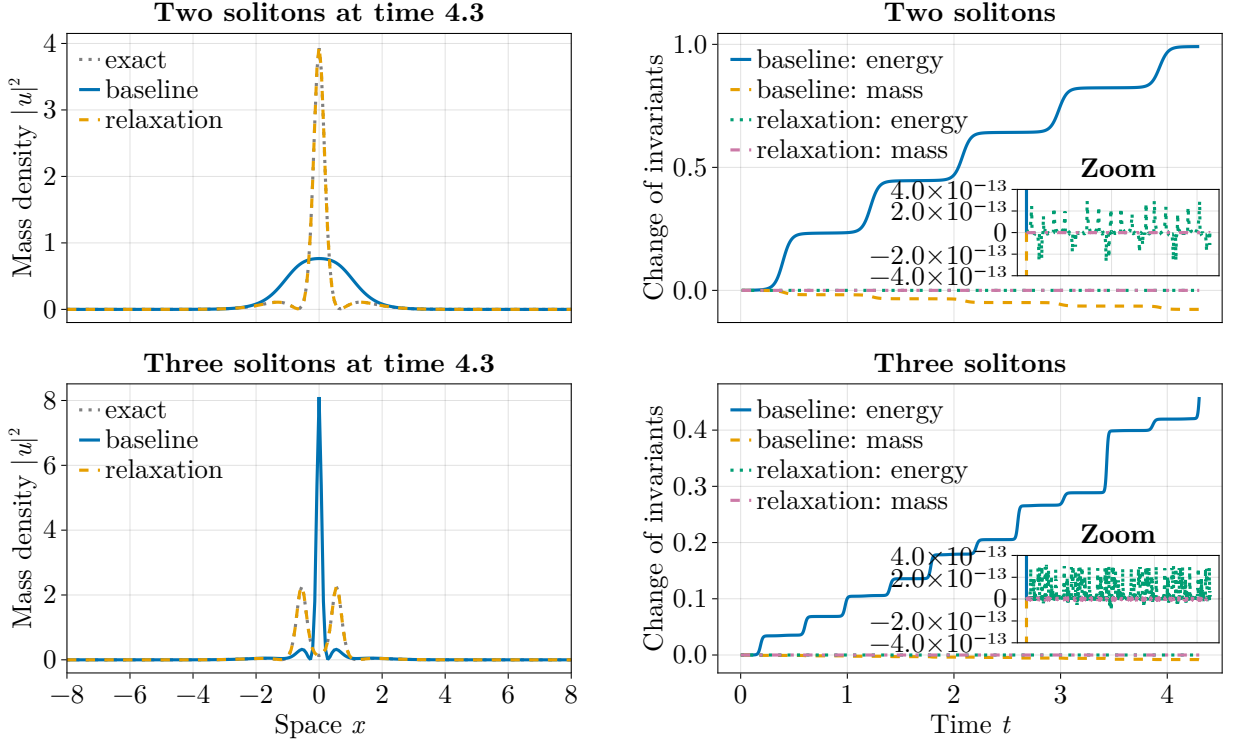 Two solitons at time 4.3
Mass density |u|²
4
3
2
1
0
exact
baseline
relaxation
Two solitons
Change of invariants
1.0
0.5
0.0
baseline: energy
baseline: mass
relaxation: energy
relaxation: mass
Zoom
4.0×10⁻¹³
2.0×10⁻¹³
0
−2.0×10⁻¹³
−4.0×10⁻¹³
Three solitons at time 4.3
Mass density |u|²
8
6
4
2
0
exact
baseline
relaxation
−8 −6 −4 −2 0 2 4 6 8
Space x
Three solitons
Change of invariants
0.4
0.3
0.2
0.1
0.0
baseline: energy
baseline: mass
relaxation: energy
relaxation: mass
Zoom
4.0×10⁻¹³
2.0×10⁻¹³
0
−2.0×10⁻¹³
−4.0×10⁻¹³
0 1 2 3 4
Time t